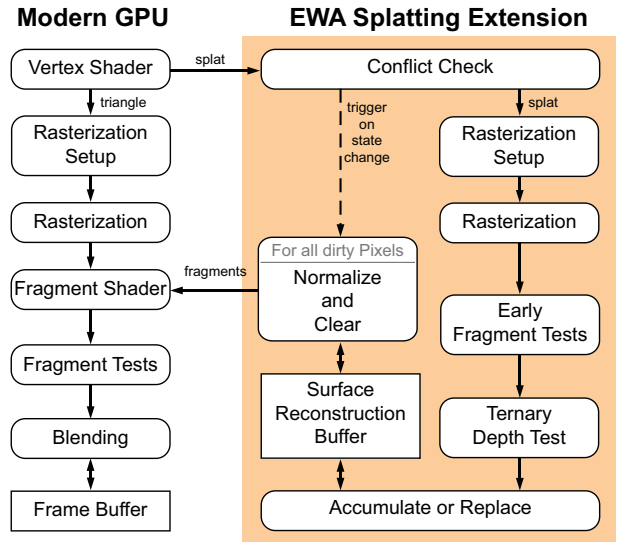 Modern GPU
EWA Splatting Extension
Vertex Shader
splat
Conflict Check
triangle
trigger
on
state
change
splat
Rasterization
Setup
Rasterization
Setup
Rasterization
Rasterization
For all dirty Pixels
Normalize
and
Clear
fragments
Fragment Shader
Early
Fragment Tests
Fragment Tests
Surface
Reconstruction
Buffer
Ternary
Depth Test
Blending
Frame Buffer
Accumulate or Replace